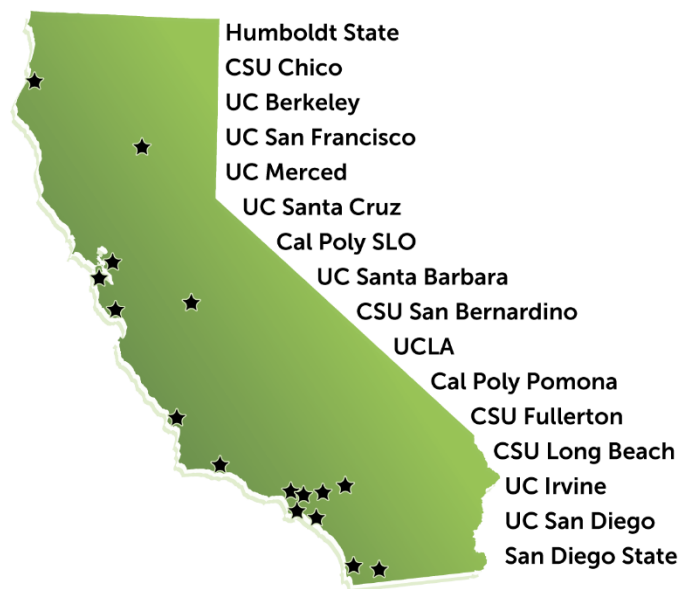 Humboldt State
CSU Chico
UC Berkeley
UC San Francisco
UC Merced
UC Santa Cruz
Cal Poly SLO
UC Santa Barbara
CSU San Bernardino
UCLA
Cal Poly Pomona
CSU Fullerton
CSU Long Beach
UC Irvine
UC San Diego
San Diego State